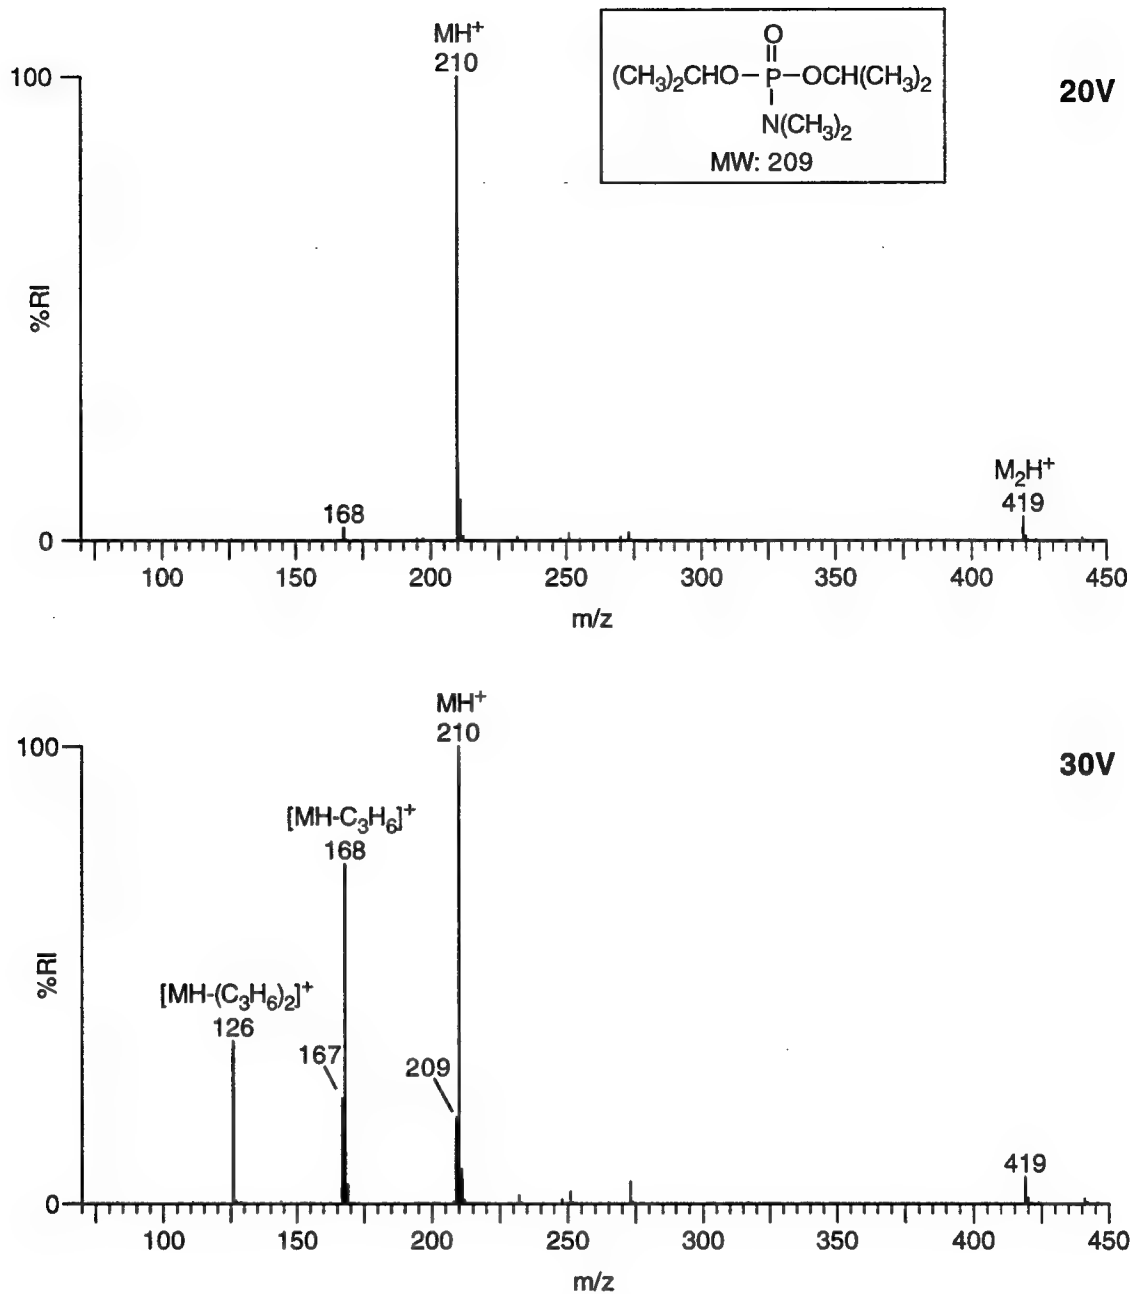 MH⁺
210
100
O
(CH₃)₂CHO–P–OCH(CH₃)₂
N(CH₃)₂
MW: 209
20V
%RI
M₂H⁺
419
168
0
100 150 200 250 300 350 400 450
m/z
MH⁺
210
100
30V
[MH-C₃H₆]⁺
168
%RI
[MH-(C₃H₆)₂]⁺
126
167
209
419
0
100 150 200 250 300 350 400 450
m/z